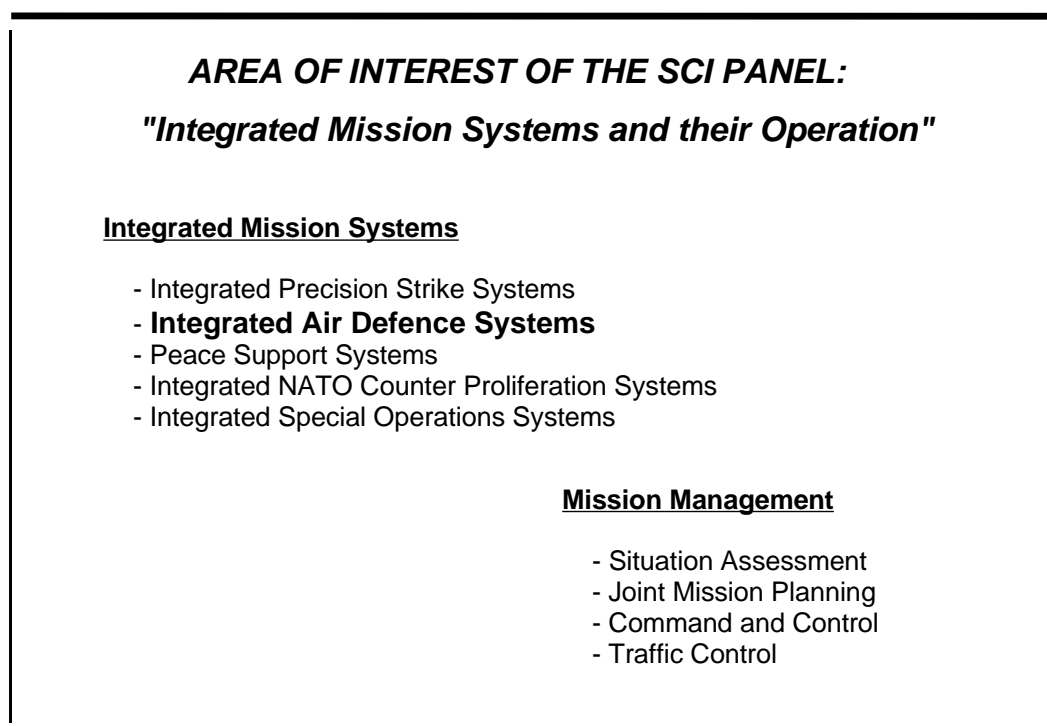 AREA OF INTEREST OF THE SCI PANEL:
"Integrated Mission Systems and their Operation"
Integrated Mission Systems
- Integrated Precision Strike Systems
- Integrated Air Defence Systems
- Peace Support Systems
- Integrated NATO Counter Proliferation Systems
- Integrated Special Operations Systems
Mission Management
- Situation Assessment
- Joint Mission Planning
- Command and Control
- Traffic Control